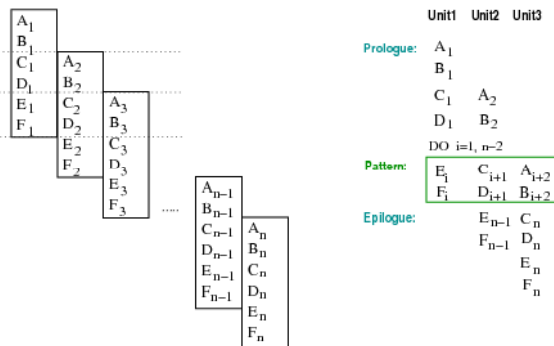 A1
B1
C1
D1
E1
F1
A2
B2
C2
D2
E2
F2
A3
B3
C3
D3
E3
F3
.....
An−1
Bn−1
Cn−1
Dn−1
En−1
Fn−1
An
Bn
Cn
Dn
En
Fn
Unit1 Unit2 Unit3
Prologue: A1
B1
C1 A2
D1 B2
DO i=1, n−2
Pattern: Ei Ci+1 Ai+2
Fi Di+1 Bi+2
Epilogue: En−1 Cn
Fn−1 Dn
En
Fn